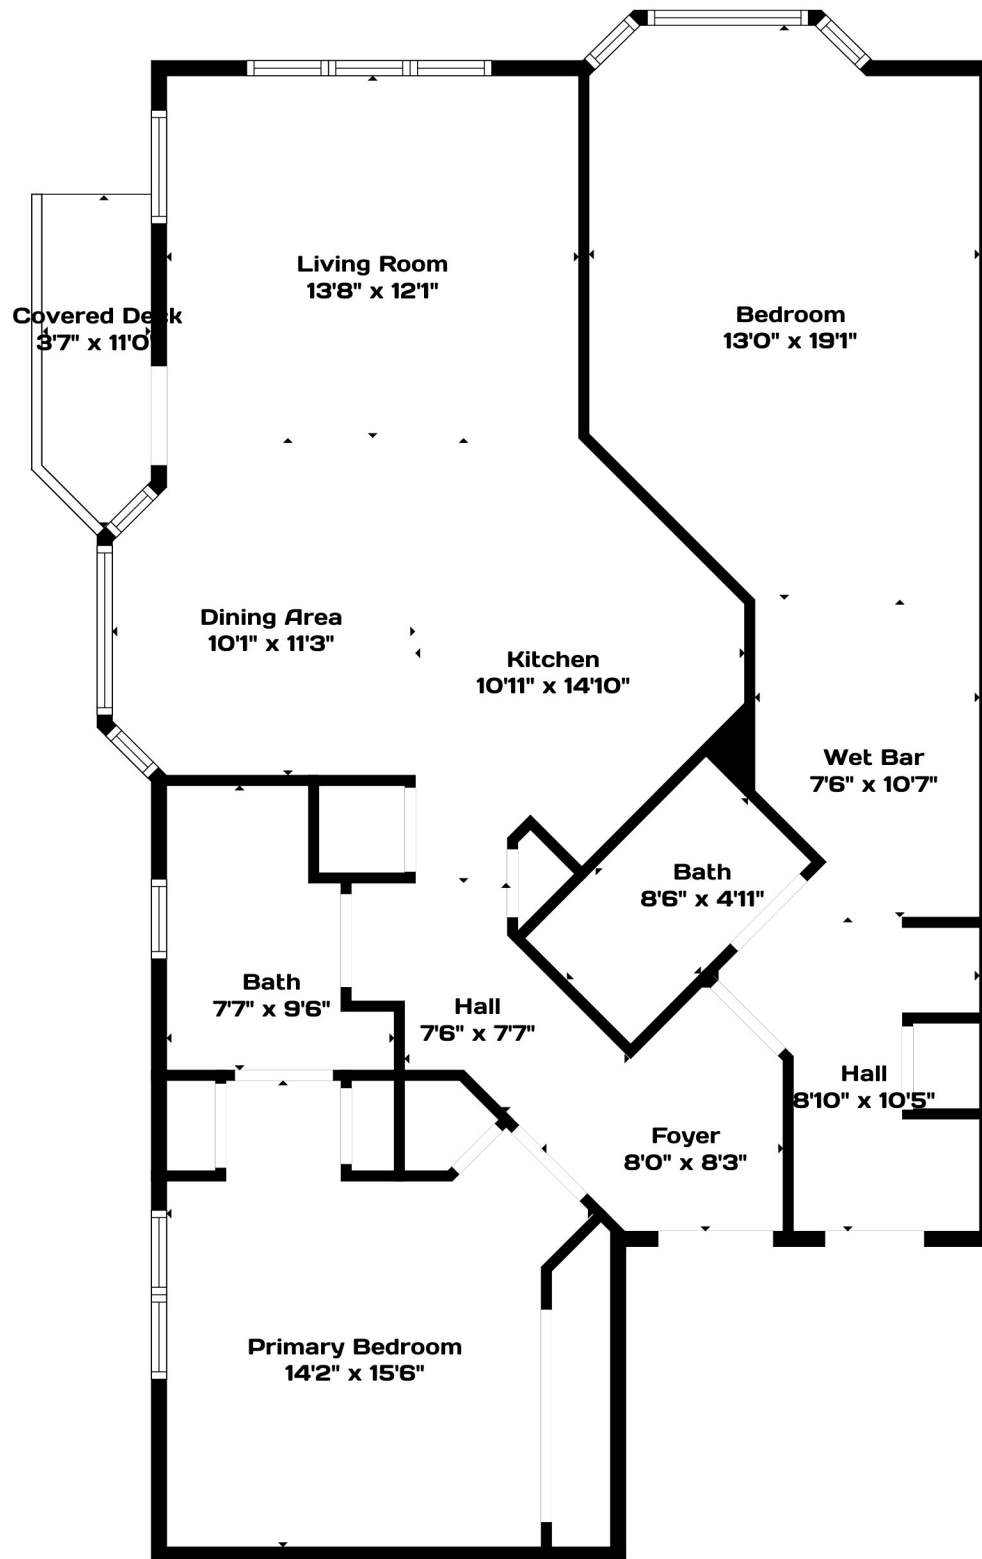 Living Room
13'8" x 12'1"
Covered Deck
3'7" x 11'0"
Bedroom
13'0" x 19'1"
Dining Area
10'1" x 11'3"
Kitchen
10'11" x 14'10"
Wet Bar
7'6" x 10'7"
Bath
8'6" x 4'11"
Bath
7'7" x 9'6"
Hall
7'6" x 7'7"
Hall
8'10" x 10'5"
Foyer
8'0" x 8'3"
Primary Bedroom
14'2" x 15'6"